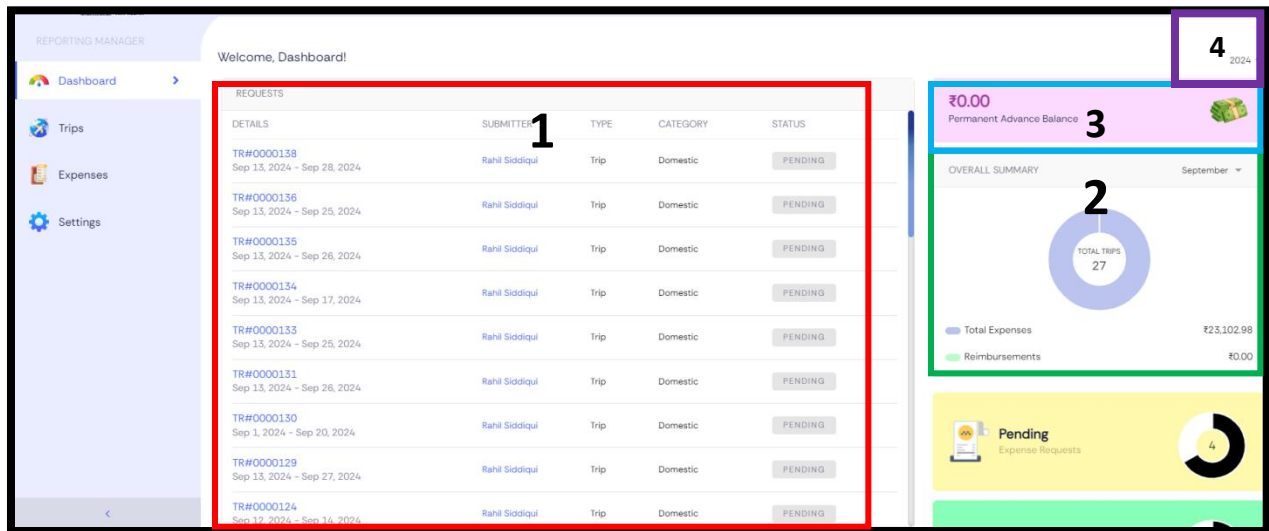 REPORTING MANAGER
Dashboard
Trips
Expenses
Settings
Welcome, Dashboard!
4
2024
REQUESTS
1
DETAILS SUBMITTER TYPE CATEGORY STATUS
TR#0000138
Sep 13, 2024 - Sep 28, 2024
Rahil Siddiqui Trip Domestic PENDING
TR#0000136
Sep 13, 2024 - Sep 25, 2024
Rahil Siddiqui Trip Domestic PENDING
TR#0000135
Sep 13, 2024 - Sep 26, 2024
Rahil Siddiqui Trip Domestic PENDING
TR#0000134
Sep 13, 2024 - Sep 17, 2024
Rahil Siddiqui Trip Domestic PENDING
TR#0000133
Sep 13, 2024 - Sep 25, 2024
Rahil Siddiqui Trip Domestic PENDING
TR#0000131
Sep 13, 2024 - Sep 26, 2024
Rahil Siddiqui Trip Domestic PENDING
TR#0000130
Sep 1, 2024 - Sep 20, 2024
Rahil Siddiqui Trip Domestic PENDING
TR#0000129
Sep 13, 2024 - Sep 27, 2024
Rahil Siddiqui Trip Domestic PENDING
TR#0000124
Sep 12, 2024 - Sep 14, 2024
Rahil Siddiqui Trip Domestic PENDING
₹0.00
Permanent Advance Balance
3
OVERALL SUMMARY September
2
TOTAL TRIPS
27
Total Expenses ₹23,102.98
Reimbursements ₹0.00
Pending
Expense Requests
4